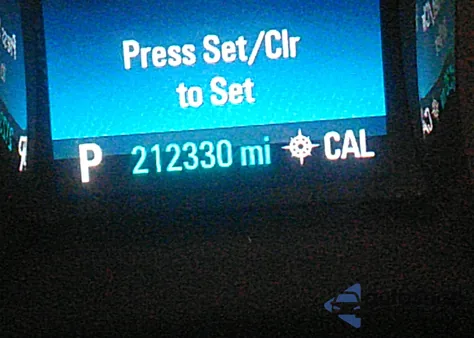 Press Set/Clr
to Set
P 212330 mi CAL